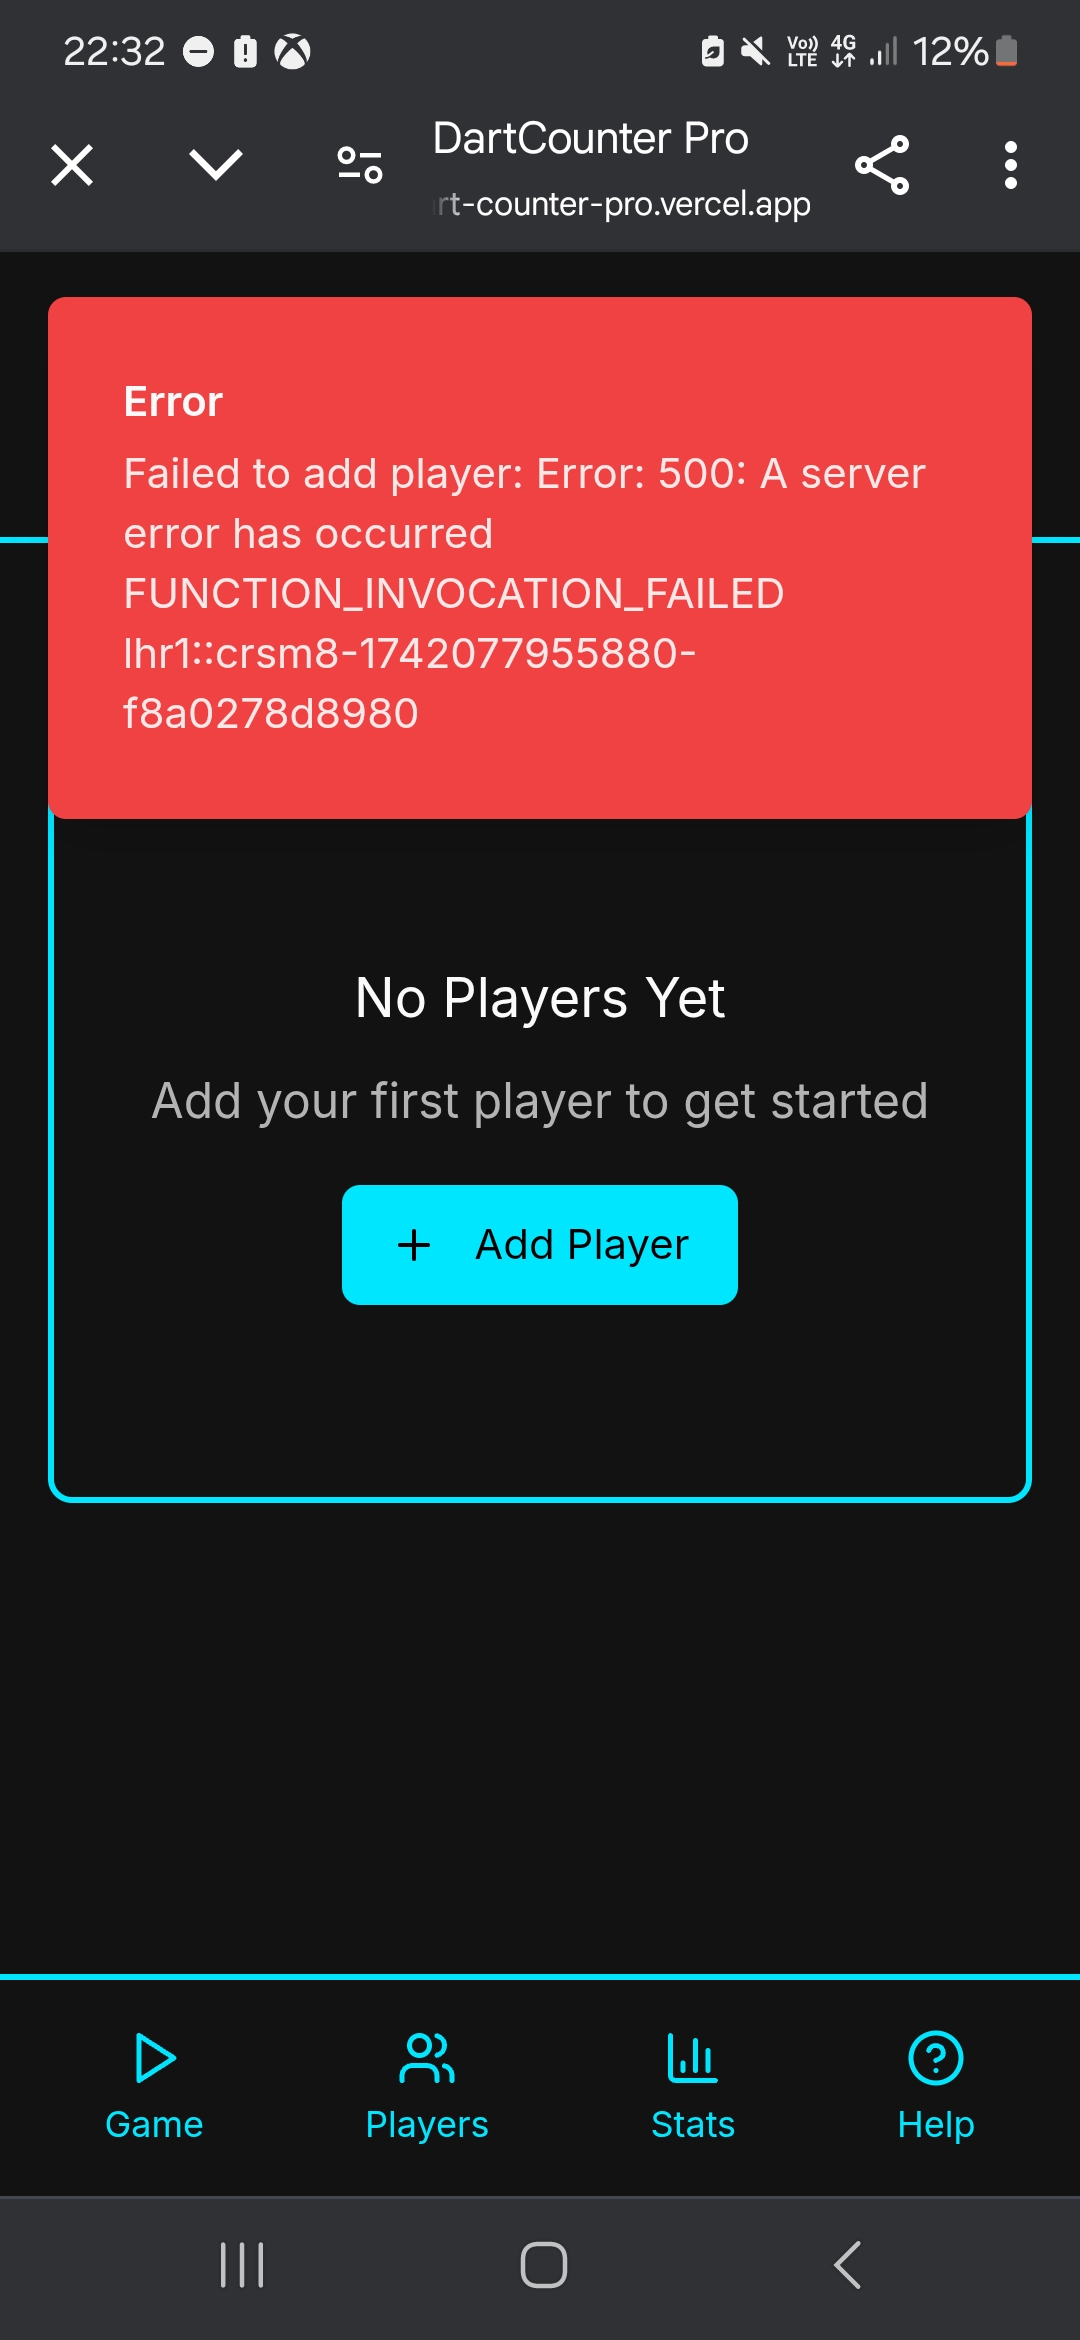 22:32
Vo)) LTE 4G 12%
DartCounter Pro
rt-counter-pro.vercel.app
Error
Failed to add player: Error: 500: A server
error has occurred
FUNCTION_INVOCATION_FAILED
lhr1::crsm8-1742077955880-
f8a0278d8980
No Players Yet
Add your first player to get started
+ Add Player
Game Players Stats Help